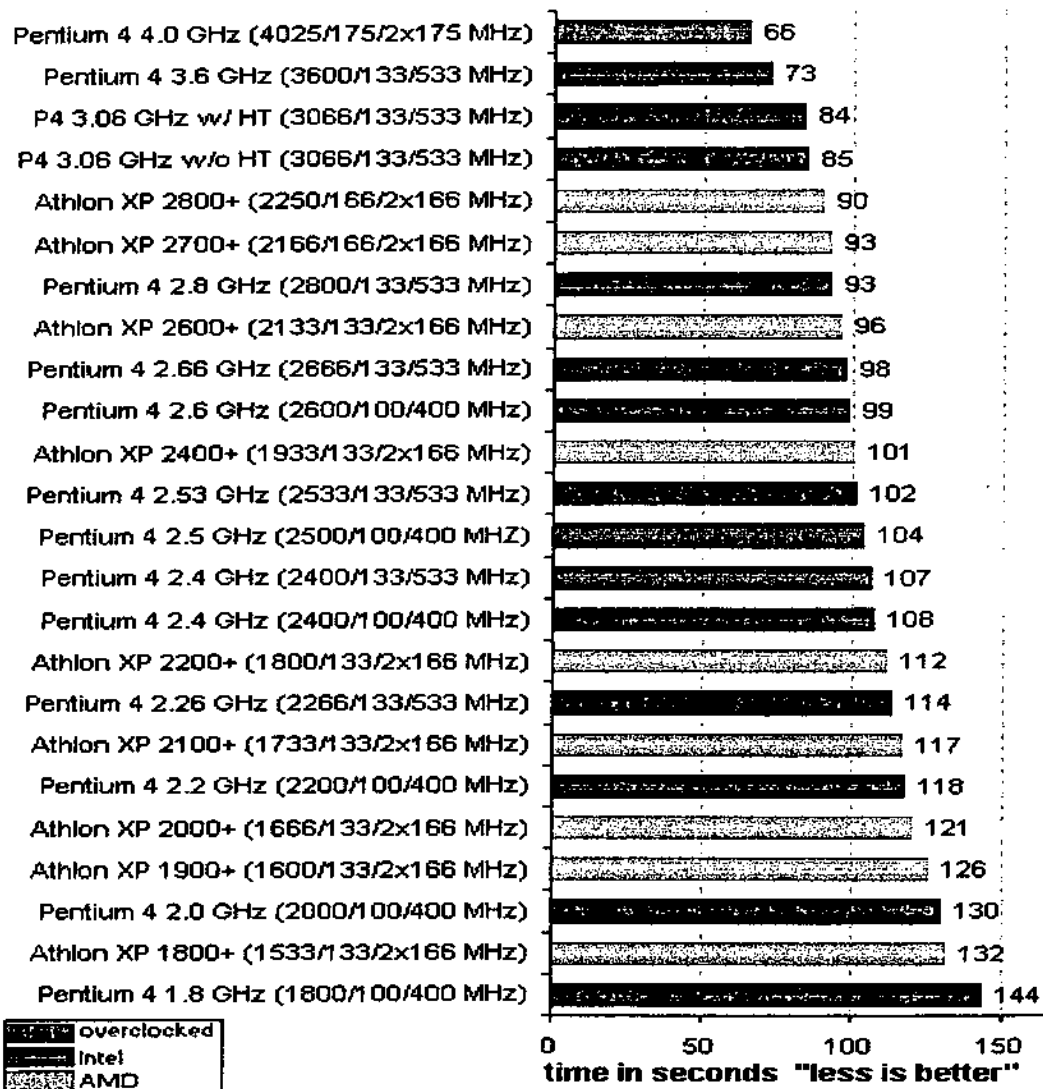 Pentium 4 4.0 GHz (4025/175/2x175 MHz) 66
Pentium 4 3.6 GHz (3600/133/533 MHz) 73
P4 3.06 GHz w/ HT (3066/133/533 MHz) 84
P4 3.06 GHz w/o HT (3066/133/533 MHz) 85
Athlon XP 2800+ (2250/166/2x166 MHz) 90
Athlon XP 2700+ (2166/166/2x166 MHz) 93
Pentium 4 2.8 GHz (2800/133/533 MHz) 93
Athlon XP 2600+ (2133/133/2x166 MHz) 96
Pentium 4 2.66 GHz (2666/133/533 MHz) 98
Pentium 4 2.6 GHz (2600/100/400 MHz) 99
Athlon XP 2400+ (1933/133/2x166 MHz) 101
Pentium 4 2.53 GHz (2533/133/533 MHz) 102
Pentium 4 2.5 GHz (2500/100/400 MHZ) 104
Pentium 4 2.4 GHz (2400/133/533 MHz) 107
Pentium 4 2.4 GHz (2400/100/400 MHz) 108
Athlon XP 2200+ (1800/133/2x166 MHz) 112
Pentium 4 2.26 GHz (2266/133/533 MHz) 114
Athlon XP 2100+ (1733/133/2x166 MHz) 117
Pentium 4 2.2 GHz (2200/100/400 MHz) 118
Athlon XP 2000+ (1666/133/2x166 MHz) 121
Athlon XP 1900+ (1600/133/2x166 MHz) 126
Pentium 4 2.0 GHz (2000/100/400 MHz) 130
Athlon XP 1800+ (1533/133/2x166 MHz) 132
Pentium 4 1.8 GHz (1800/100/400 MHz) 144
0 50 100 150
time in seconds "less is better"
overclocked
Intel
AMD